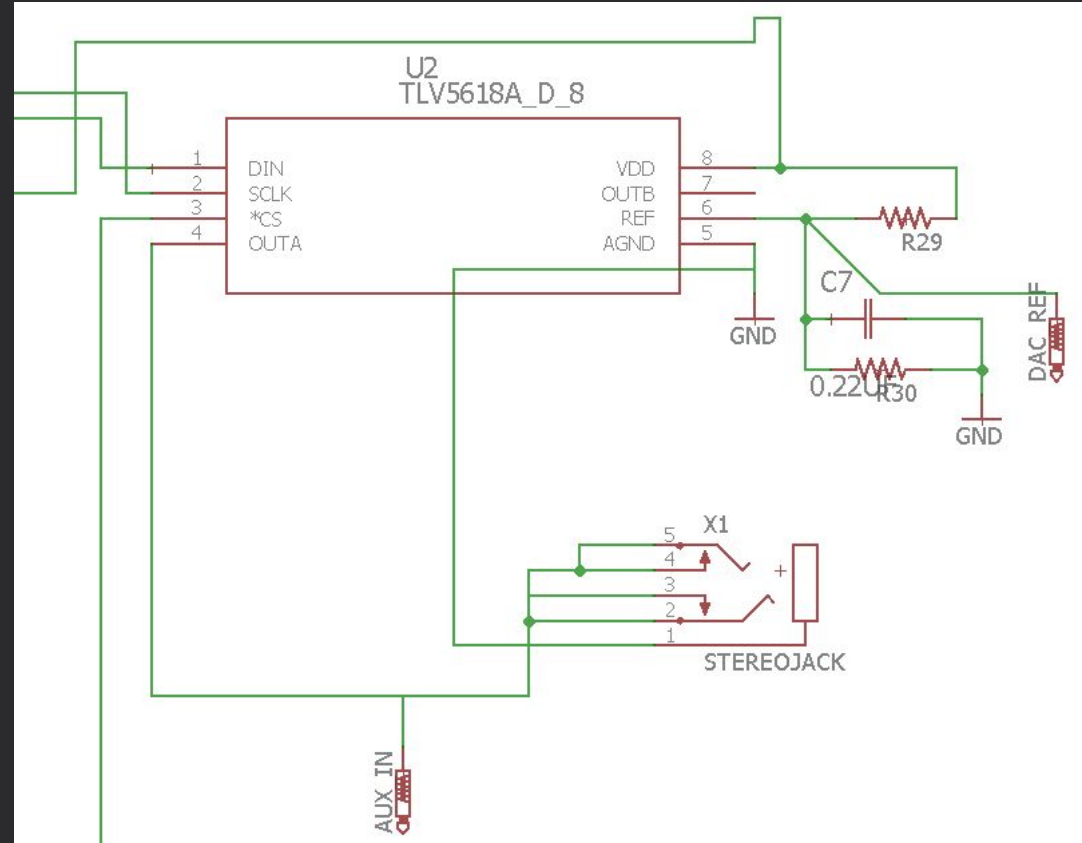 U2
TLV5618A_D_8
1 DIN VDD 8
2 SCLK OUTB 7
3 *CS REF 6
4 OUTA AGND 5
R29
C7
GND
DAC_REF
0.22UF
R30
GND
X1
5
4
+
3
2
1
STEREOJACK
AUX_IN